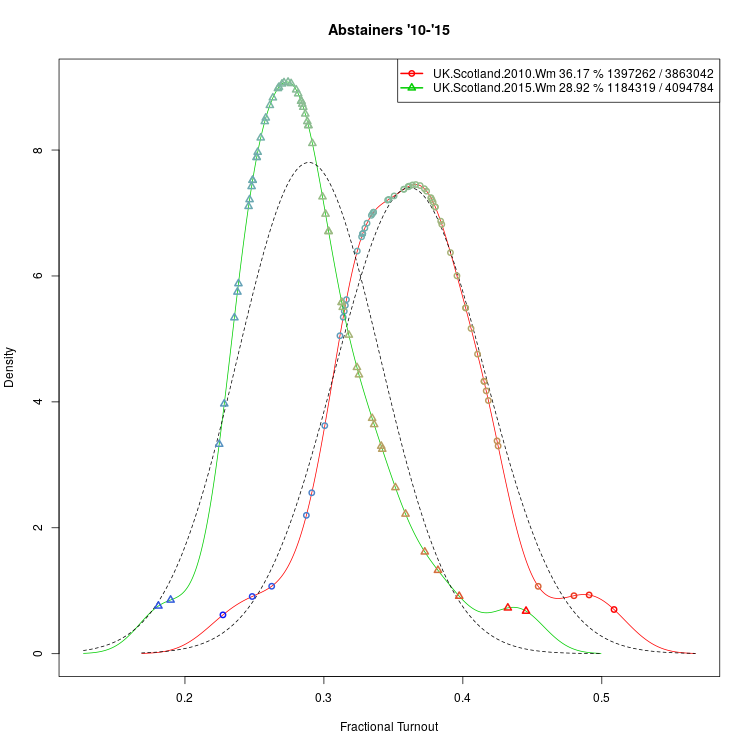 Abstainers '10-'15
UK.Scotland.2010.Wm 36.17 % 1397262 / 3863042
UK.Scotland.2015.Wm 28.92 % 1184319 / 4094784
Density
8
6
4
2
0
0.2 0.3 0.4 0.5
Fractional Turnout